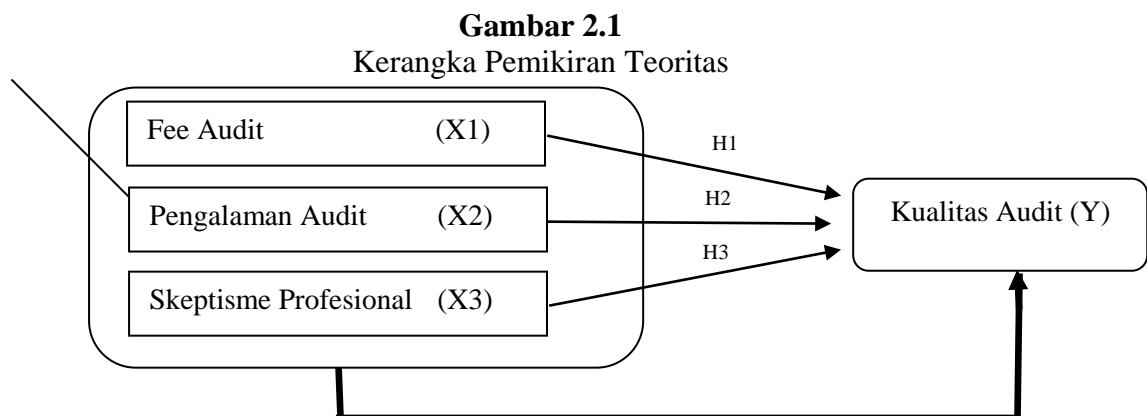 Gambar 2.1
Kerangka Pemikiran Teoritas
Fee Audit (X1)
H1
Pengalaman Audit (X2)
H2
Kualitas Audit (Y)
H3
Skeptisme Profesional (X3)